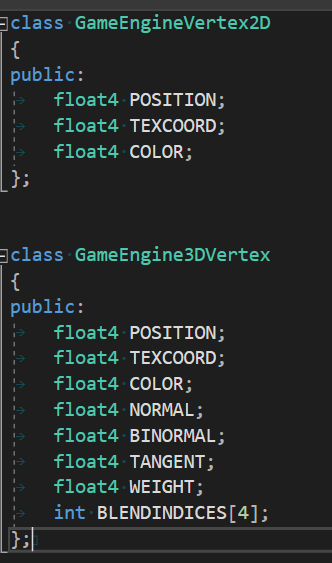 class GameEngineVertex2D
{
public:
float4 POSITION;
float4 TEXCOORD;
float4 COLOR;
};
class GameEngine3DVertex
{
public:
float4 POSITION;
float4 TEXCOORD;
float4 COLOR;
float4 NORMAL;
float4 BINORMAL;
float4 TANGENT;
float4 WEIGHT;
int BLENDINDICES[4];
};